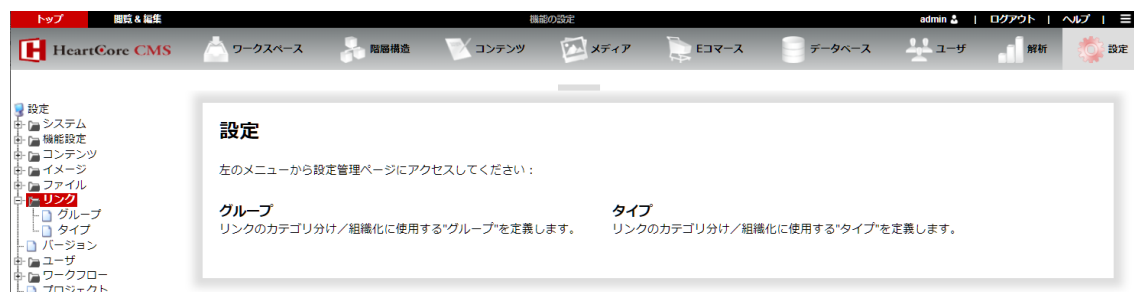 トップ 閲覧 & 編集 機能の設定 admin | ログアウト | ヘルプ |
HeartCore CMS ワークスペース 階層構造 コンテンツ メディア Eコマース データベース ユーザ 解析 設定
設定
システム
機能設定
コンテンツ
イメージ
ファイル
リンク
グループ
タイプ
バージョン
ユーザ
ワークフロー
プロジェクト
設定
左のメニューから設定管理ページにアクセスしてください：
グループ
リンクのカテゴリ分け／組織化に使用する"グループ"を定義します。
タイプ
リンクのカテゴリ分け／組織化に使用する"タイプ"を定義します。